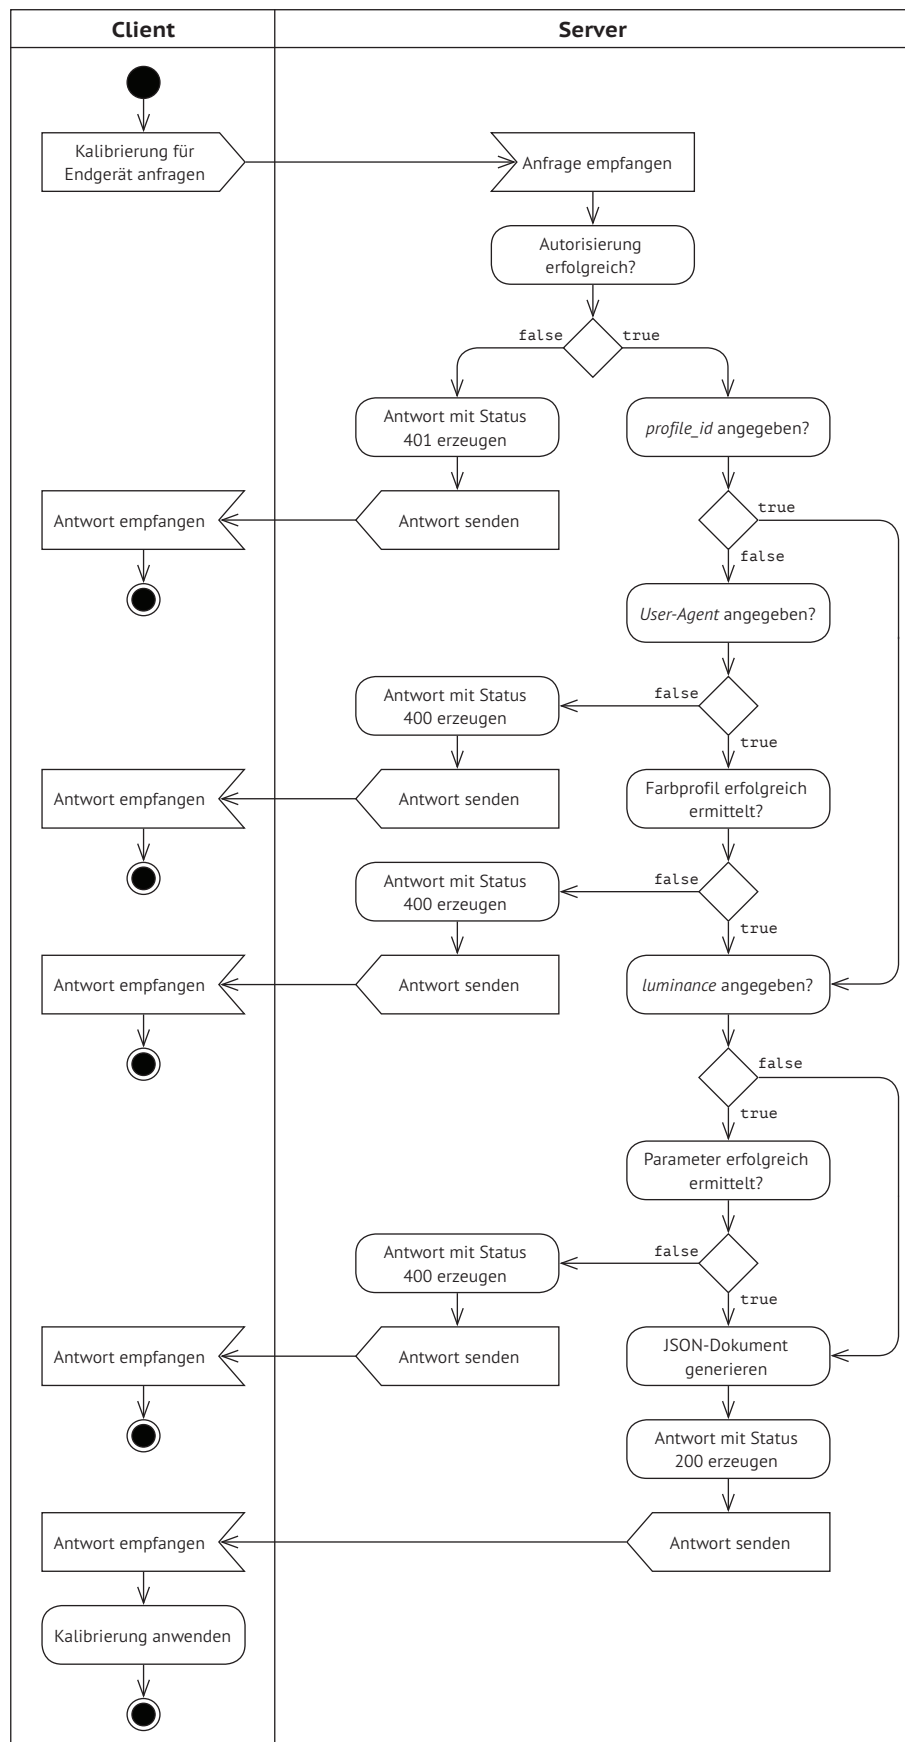 Client
Server
Kalibrierung für
Endgerät anfragen
Anfrage empfangen
Autorisierung
erfolgreich?
false
true
Antwort mit Status
401 erzeugen
profile_id angegeben?
Antwort empfangen
Antwort senden
true
false
User-Agent angegeben?
Antwort mit Status
400 erzeugen
false
true
Antwort empfangen
Antwort senden
Farbprofil erfolgreich
ermittelt?
Antwort mit Status
400 erzeugen
false
true
Antwort empfangen
Antwort senden
luminance angegeben?
false
true
Parameter erfolgreich
ermittelt?
Antwort mit Status
400 erzeugen
false
true
Antwort empfangen
Antwort senden
JSON-Dokument
generieren
Antwort mit Status
200 erzeugen
Antwort empfangen
Antwort senden
Kalibrierung anwenden